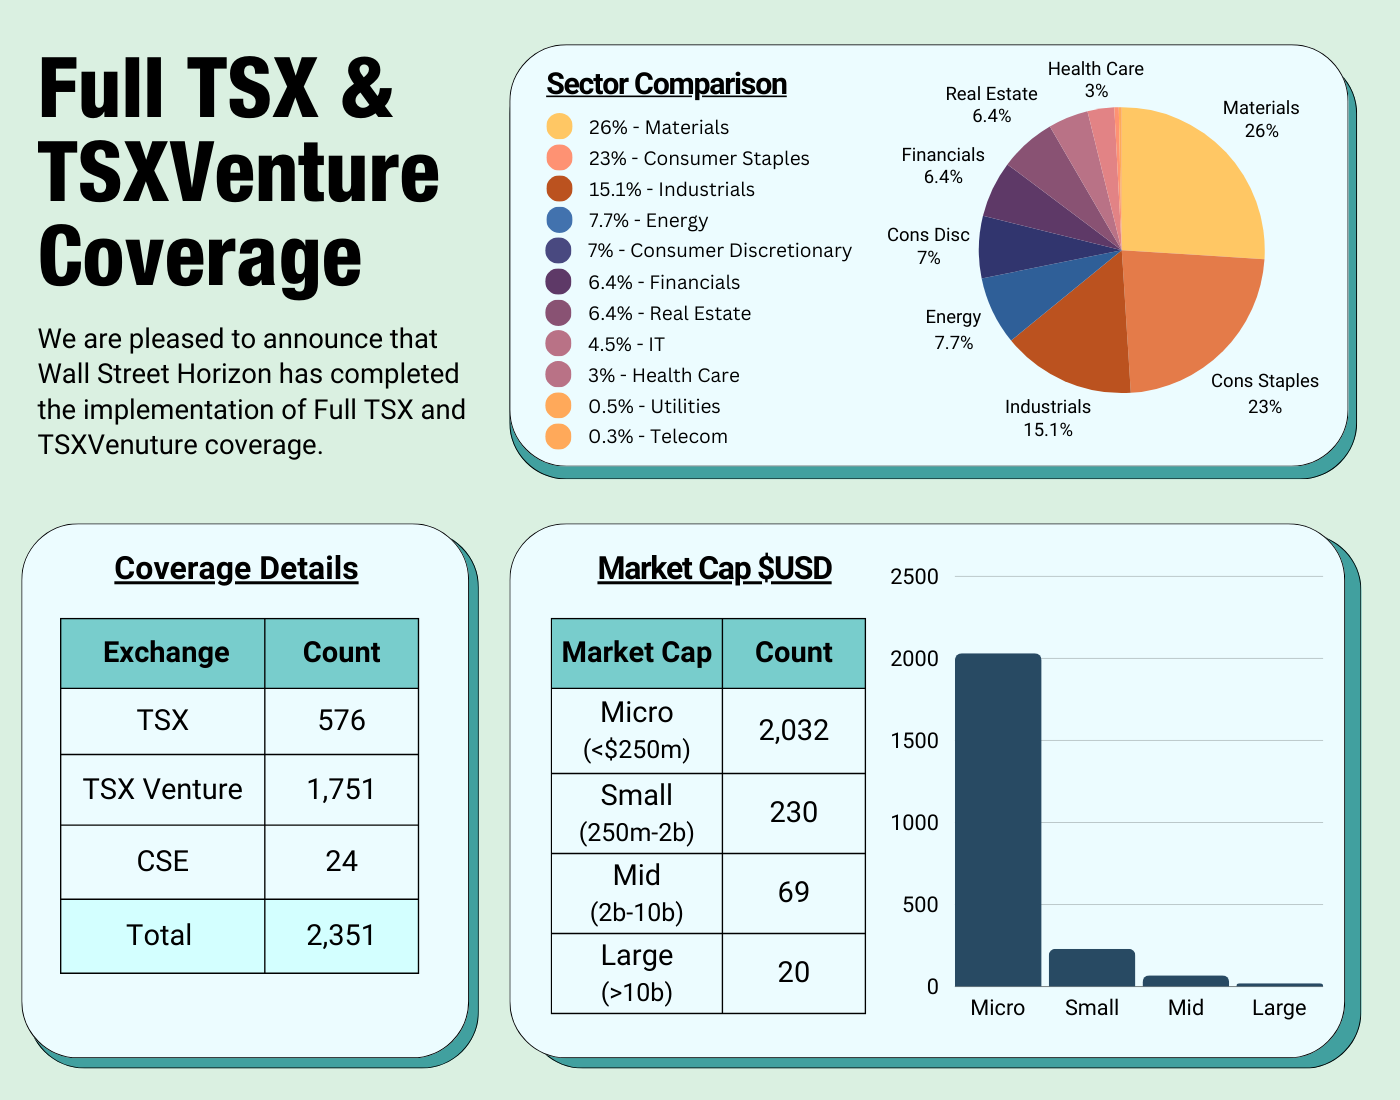 Full TSX &
TSXVenture
Coverage
We are pleased to announce that
Wall Street Horizon has completed
the implementation of Full TSX and
TSXVenuture coverage.
Sector Comparison
26% - Materials
23% - Consumer Staples
15.1% - Industrials
7.7% - Energy
7% - Consumer Discretionary
6.4% - Financials
6.4% - Real Estate
4.5% - IT
3% - Health Care
0.5% - Utilities
0.3% - Telecom
Health Care
3%
Real Estate
6.4%
Materials
26%
Financials
6.4%
Cons Disc
7%
Energy
7.7%
Cons Staples
23%
Industrials
15.1%
Coverage Details
Exchange Count
TSX 576
TSX Venture 1,751
CSE 24
Total 2,351
Market Cap $USD
Market Cap Count
Micro
(<$250m) 2,032
Small
(250m-2b) 230
Mid
(2b-10b) 69
Large
(>10b) 20
2500
2000
1500
1000
500
0
Micro Small Mid Large